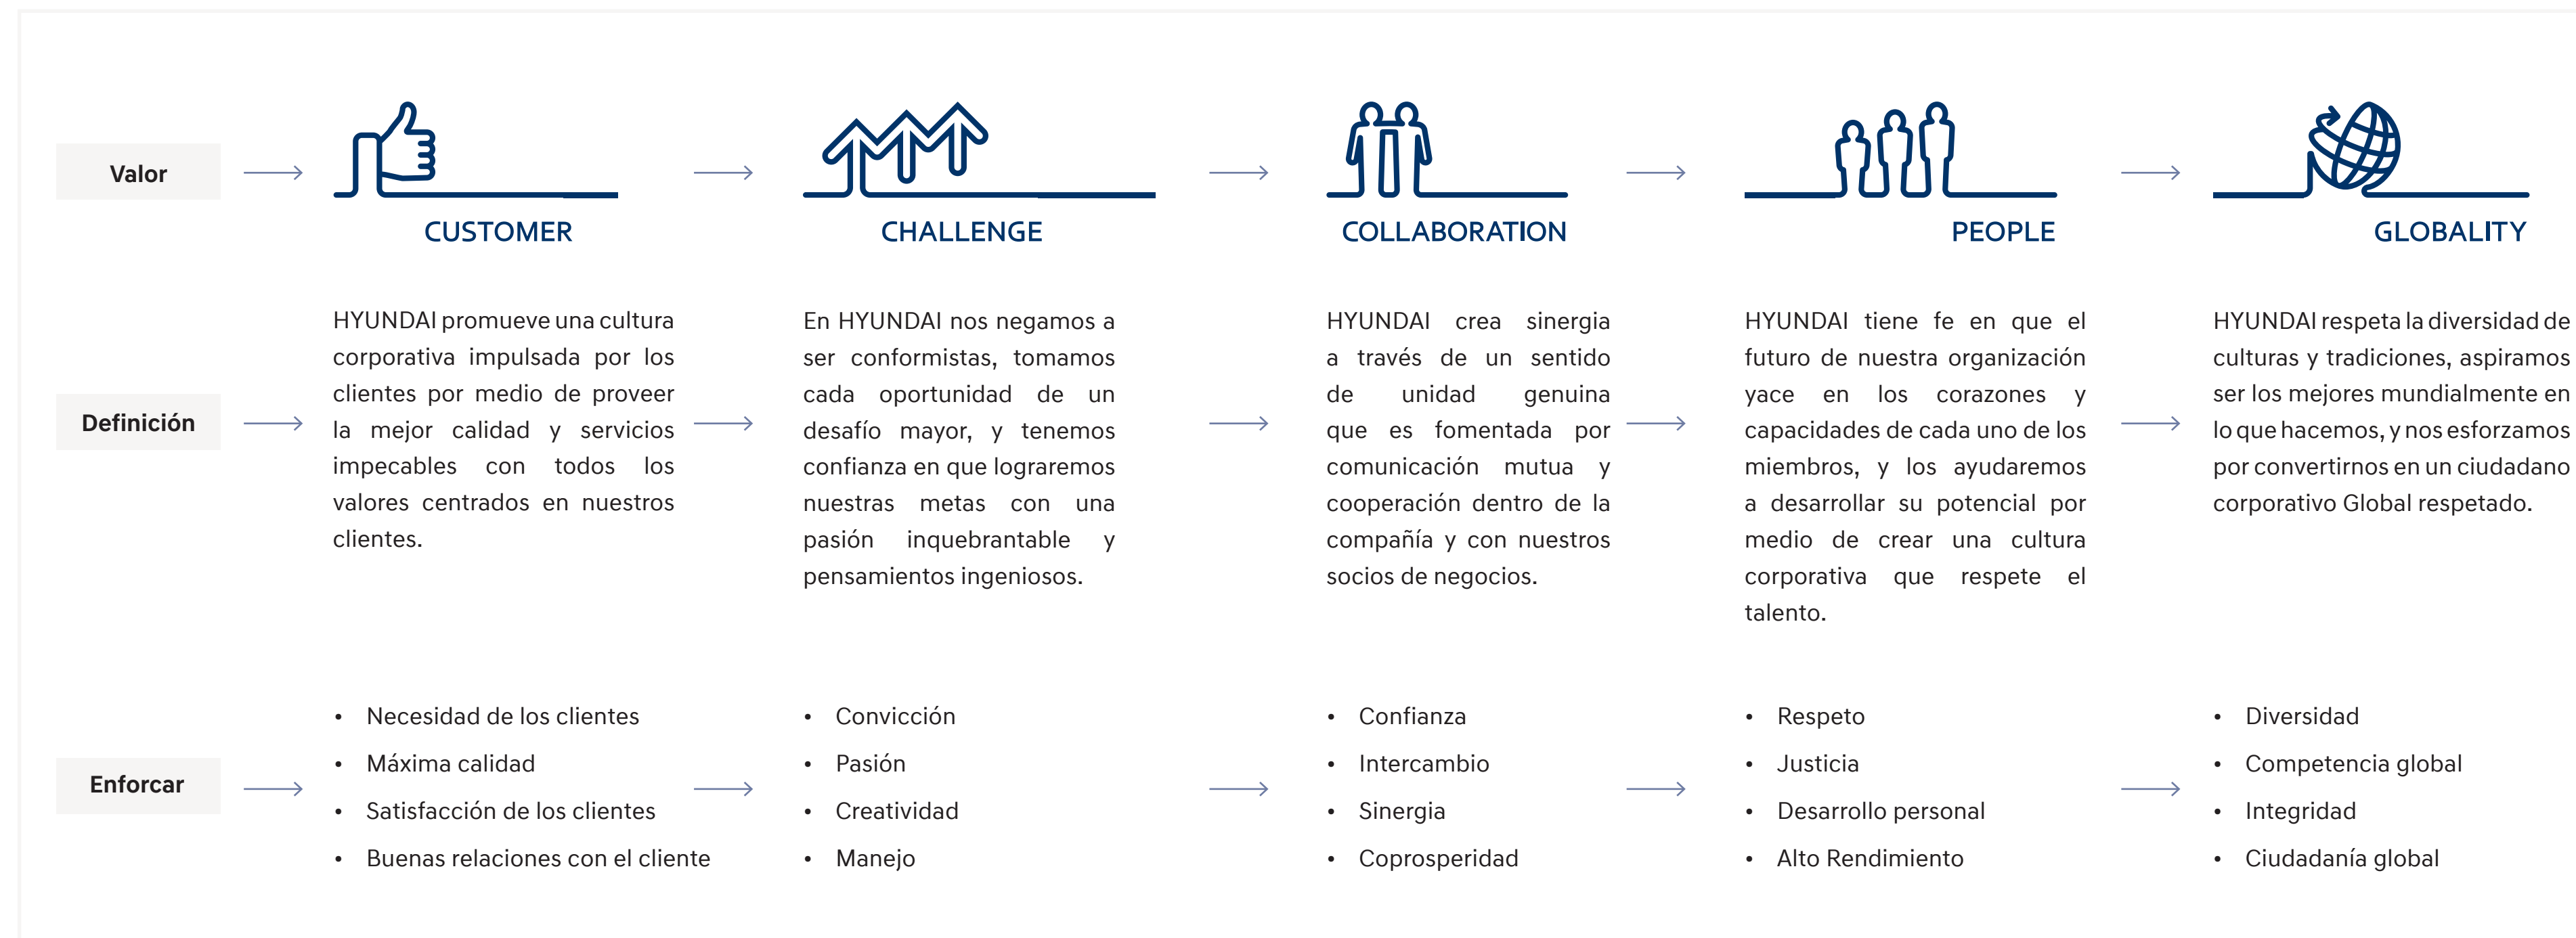 Valor
CUSTOMER
CHALLENGE
COLLABORATION
PEOPLE
GLOBALITY
Definición
HYUNDAI promueve una cultura
corporativa impulsada por los
clientes por medio de proveer
la mejor calidad y servicios
impecables con todos los
valores centrados en nuestros
clientes.
En HYUNDAI nos negamos a
ser conformistas, tomamos
cada oportunidad de un
desafío mayor, y tenemos
confianza en que lograremos
nuestras metas con una
pasión inquebrantable y
pensamientos ingeniosos.
HYUNDAI crea sinergia
a través de un sentido
de unidad genuina
que es fomentada por
comunicación mutua y
cooperación dentro de la
compañía y con nuestros
socios de negocios.
HYUNDAI tiene fe en que el
futuro de nuestra organización
yace en los corazones y
capacidades de cada uno de los
miembros, y los ayudaremos
a desarrollar su potencial por
medio de crear una cultura
corporativa que respete el
talento.
HYUNDAI respeta la diversidad de
culturas y tradiciones, aspiramos
ser los mejores mundialmente en
lo que hacemos, y nos esforzamos
por convertirnos en un ciudadano
corporativo Global respetado.
Enforcar
• Necesidad de los clientes
• Máxima calidad
• Satisfacción de los clientes
• Buenas relaciones con el cliente
• Convicción
• Pasión
• Creatividad
• Manejo
• Confianza
• Intercambio
• Sinergia
• Coprosperidad
• Respeto
• Justicia
• Desarrollo personal
• Alto Rendimiento
• Diversidad
• Competencia global
• Integridad
• Ciudadanía global